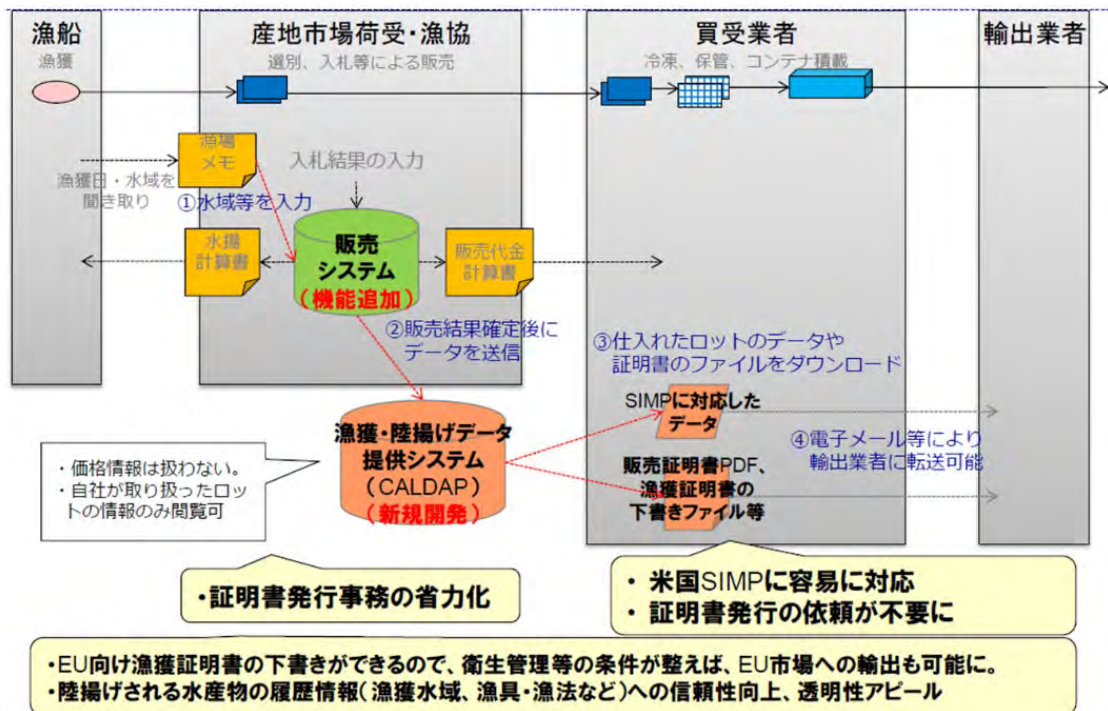 漁船
漁獲
産地市場荷受・漁協
選別、入札等による販売
買受業者
冷凍、保管、コンテナ積載
輸出業者
漁場
メモ
漁獲日・水域を
聞き取り
①水域等を入力
入札結果の入力
水揚
計算書
販売
システム
(機能追加)
販売代金
計算書
②販売結果確定後に
データを送信
③仕入れたロットのデータや
証明書のファイルをダウンロード
漁獲・陸揚げデータ
提供システム
(CALDAP)
(新規開発)
SIMPに対応した
データ
④電子メール等により
輸出業者に転送可能
販売証明書PDF、
漁獲証明書の
下書きファイル等
・価格情報は扱わない。
・自社が取り扱ったロッ
トの情報のみ閲覧可
・証明書発行事務の省力化
・ 米国SIMPに容易に対応
・ 証明書発行の依頼が不要に
・EU向け漁獲証明書の下書きができるので、衛生管理等の条件が整えば、EU市場への輸出も可能に。
・陸揚げされる水産物の履歴情報(漁獲水域、漁具・漁法など)への信頼性向上、透明性アピール